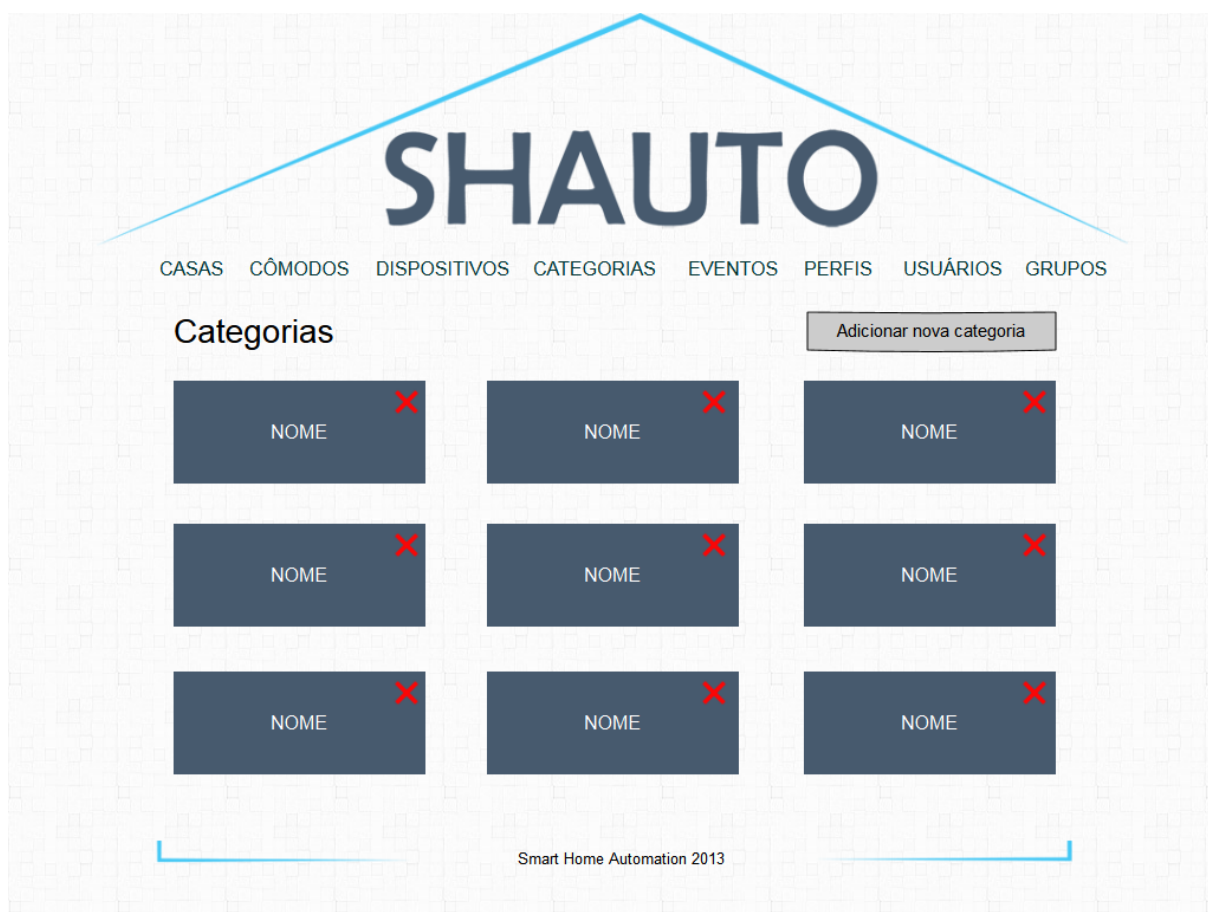 SHAUTO
CASAS CÔMODOS DISPOSITIVOS CATEGORIAS EVENTOS PERFIS USUÁRIOS GRUPOS
Categorias Adicionar nova categoria
NOME NOME NOME
NOME NOME NOME
NOME NOME NOME
Smart Home Automation 2013